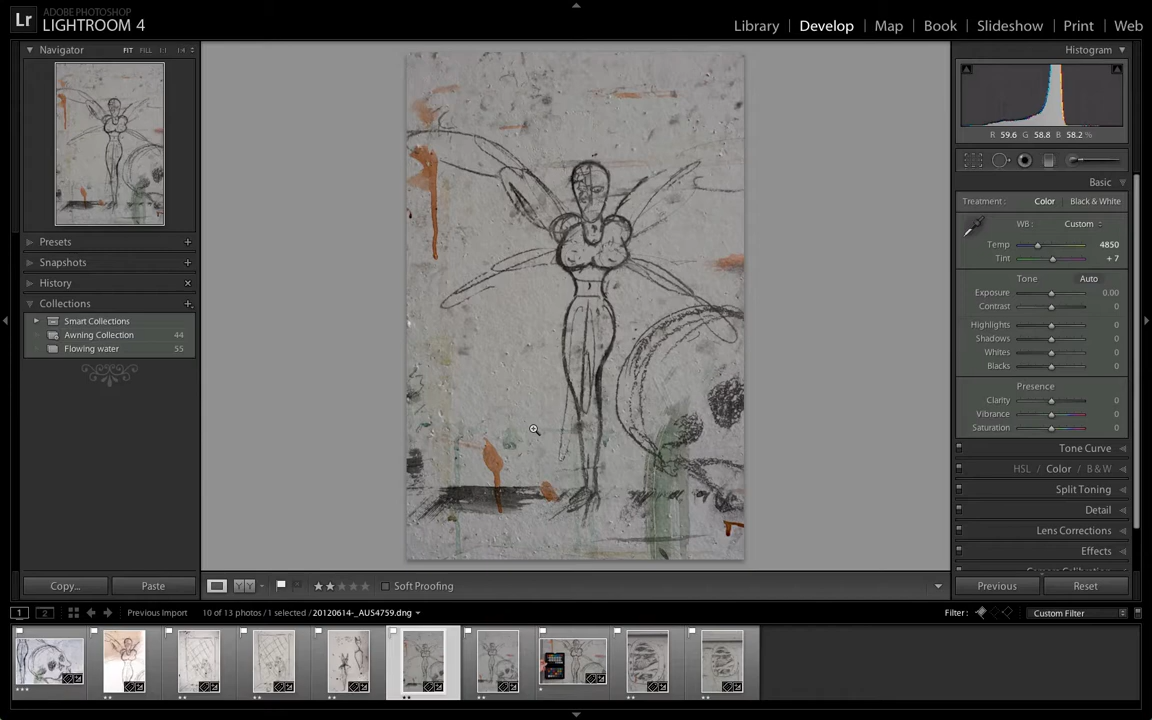 Lr
ADOBE PHOTOSHOP
LIGHTROOM 4
Library | Develop | Map | Book | Slideshow | Print | Web
Navigator FIT FILL 1:1 1:4
Histogram
R 59.6 G 58.8 B 58.2 %
Basic
Treatment: Color Black & White
WB: Custom
Temp 4850
Tint + 7
Tone Auto
Exposure 0.00
Contrast 0
Highlights 0
Shadows 0
Whites 0
Blacks 0
Presence
Clarity 0
Vibrance 0
Saturation 0
Tone Curve
HSL / Color / B & W
Split Toning
Detail
Lens Corrections
Effects
Presets
Snapshots
History
Collections
Smart Collections
Awning Collection 44
Flowing water 55
Copy... Paste
Soft Proofing
Previous Reset
1 2 Previous Import 10 of 13 photos / 1 selected / 20120614-_AUS4759.dng
Filter: Custom Filter